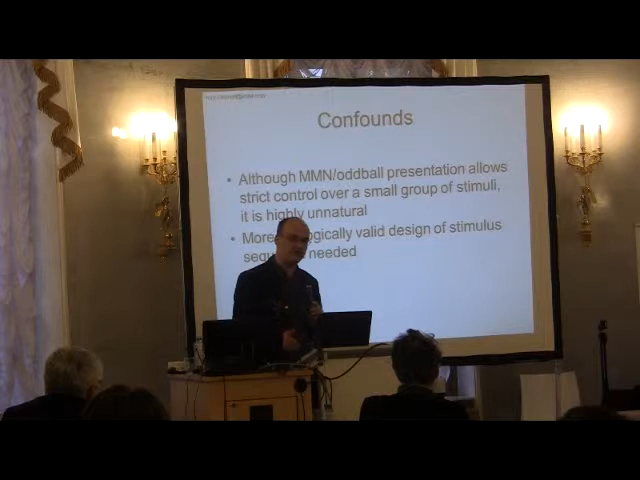 Confounds
• Although MMN/oddball presentation allows
strict control over a small group of stimuli,
it is highly unnatural
• More logically valid design of stimulus
sequ needed